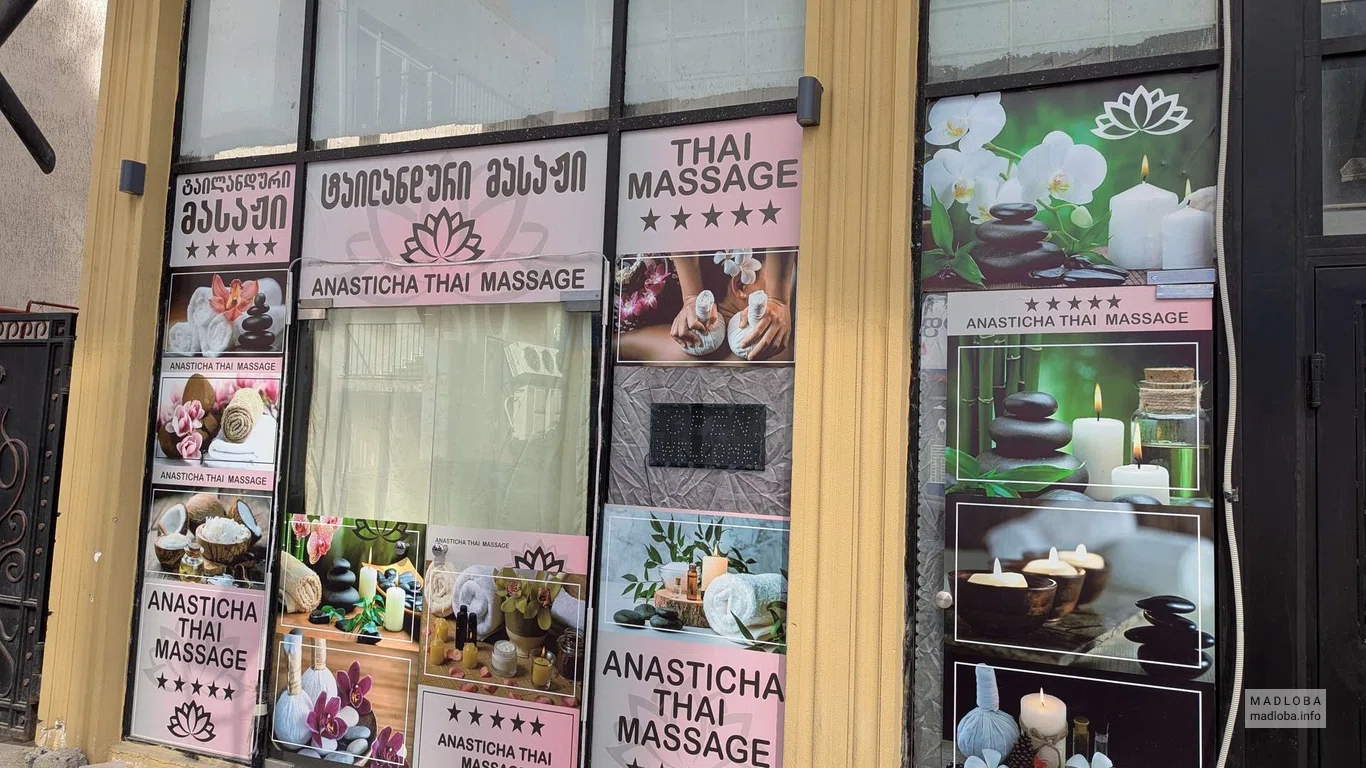 ტაილანდური
მასაჟი
ANASTICHA THAI MASSAGE
ANASTICHA THAI MASSAGE
ANASTICHA
THAI
MASSAGE
ტაილანდური მასაჟი
ANASTICHA THAI MASSAGE
ANASTICHA THAI MASSAGE
ANASTICHA THAI
MASSAGE
THAI
MASSAGE
ANASTICHA
THAI
MASSAGE
ANASTICHA THAI MASSAGE
MADLOBA
madloba.info